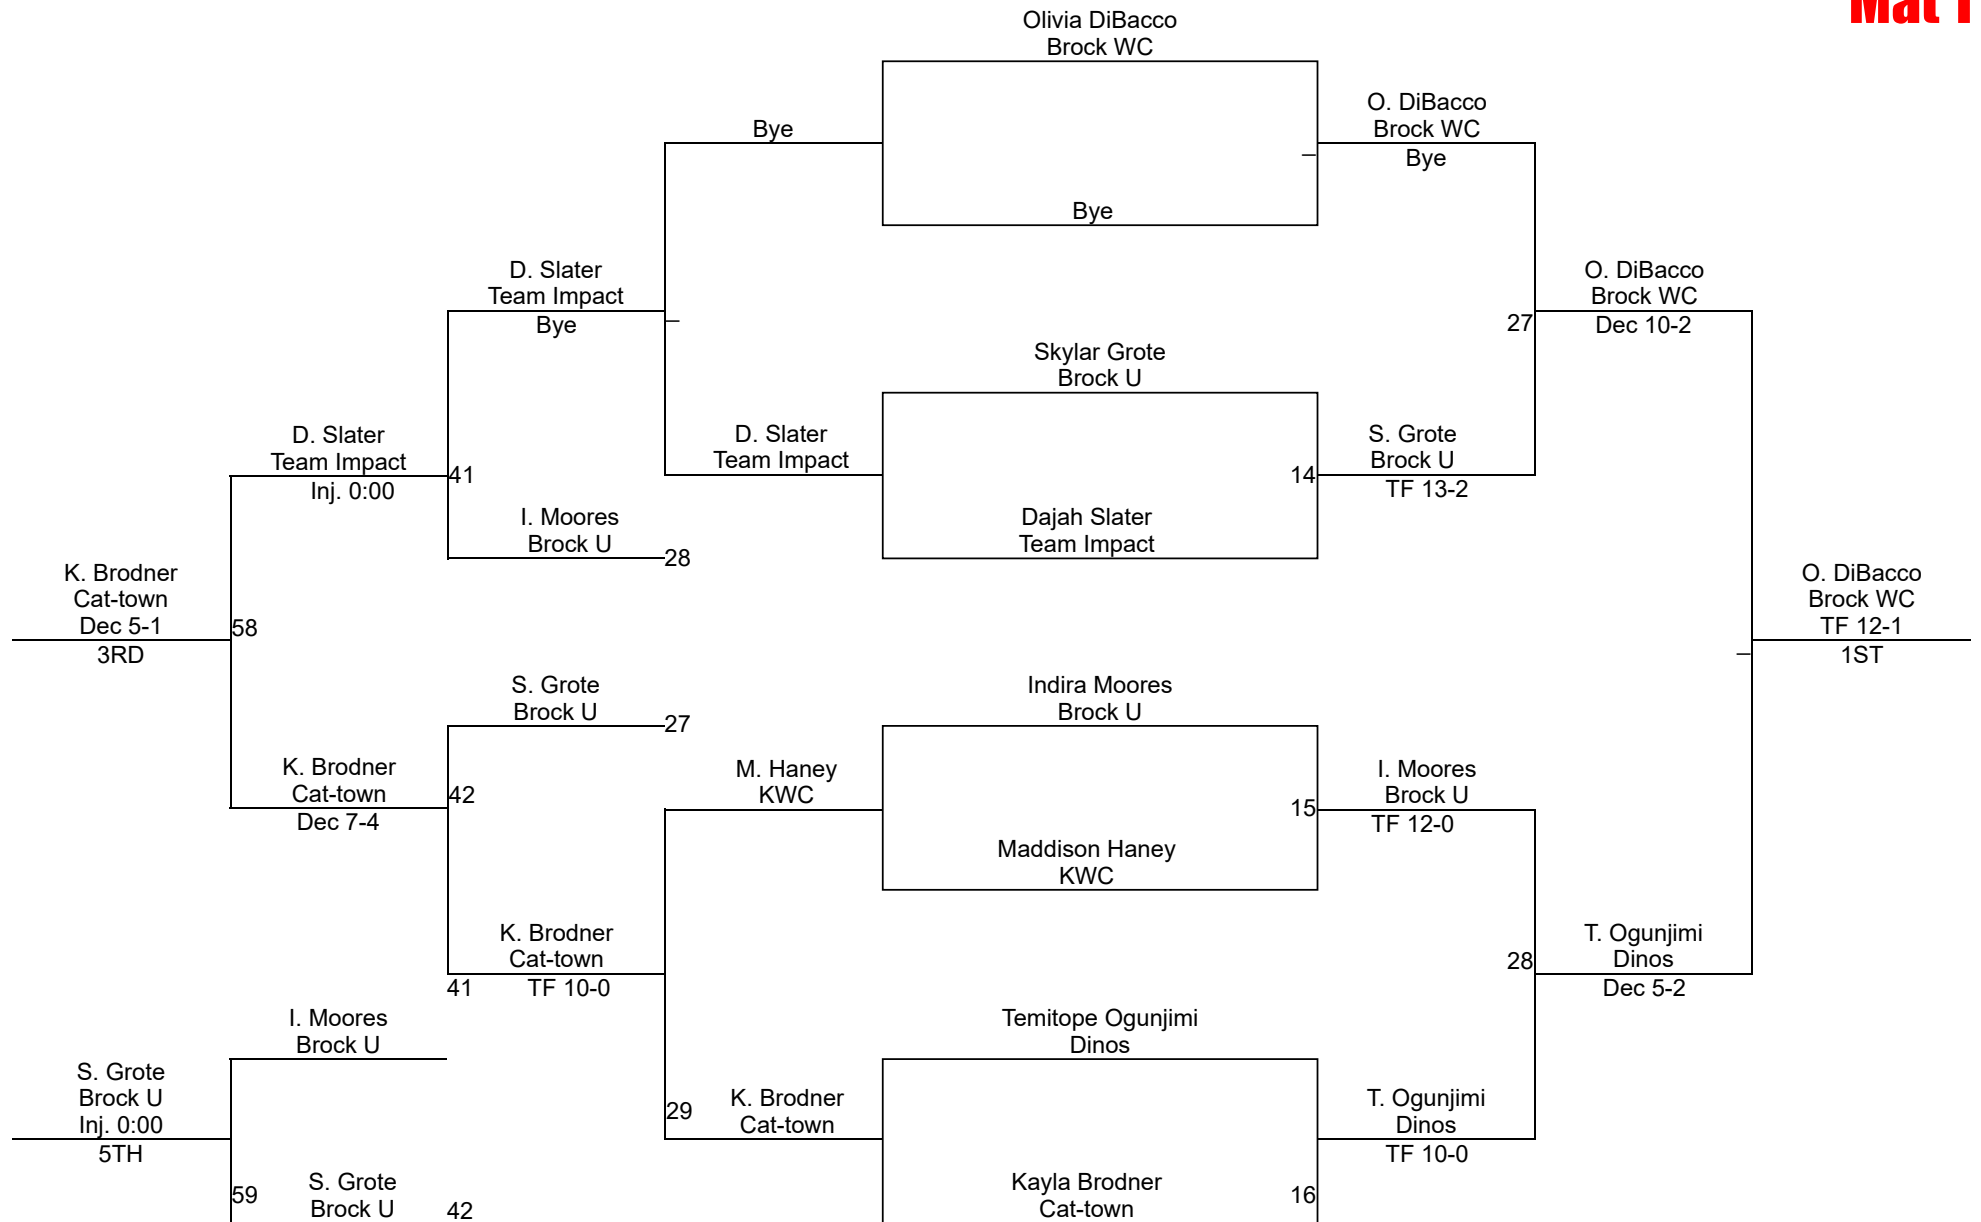 Mat
Olivia DiBacco
Brock WC
O. DiBacco
Brock WC
Bye
Bye
Bye
D. Slater
Team Impact
Bye
O. DiBacco
Brock WC
Dec 10-2
27
Skylar Grote
Brock U
D. Slater
Team Impact
Inj. 0:00
41
D. Slater
Team Impact
14
S. Grote
Brock U
TF 13-2
I. Moores
Brock U
28
Dajah Slater
Team Impact
K. Brodner
Cat-town
Dec 5-1
3RD
58
O. DiBacco
Brock WC
TF 12-1
1ST
S. Grote
Brock U
27
Indira Moores
Brock U
K. Brodner
Cat-town
Dec 7-4
42
M. Haney
KWC
15
I. Moores
Brock U
TF 12-0
Maddison Haney
KWC
K. Brodner
Cat-town
TF 10-0
41
28
T. Ogunjimi
Dinos
Dec 5-2
I. Moores
Brock U
Temitope Ogunjimi
Dinos
S. Grote
Brock U
Inj. 0:00
5TH
29
K. Brodner
Cat-town
T. Ogunjimi
Dinos
TF 10-0
59
S. Grote
Brock U
42
Kayla Brodner
Cat-town
16